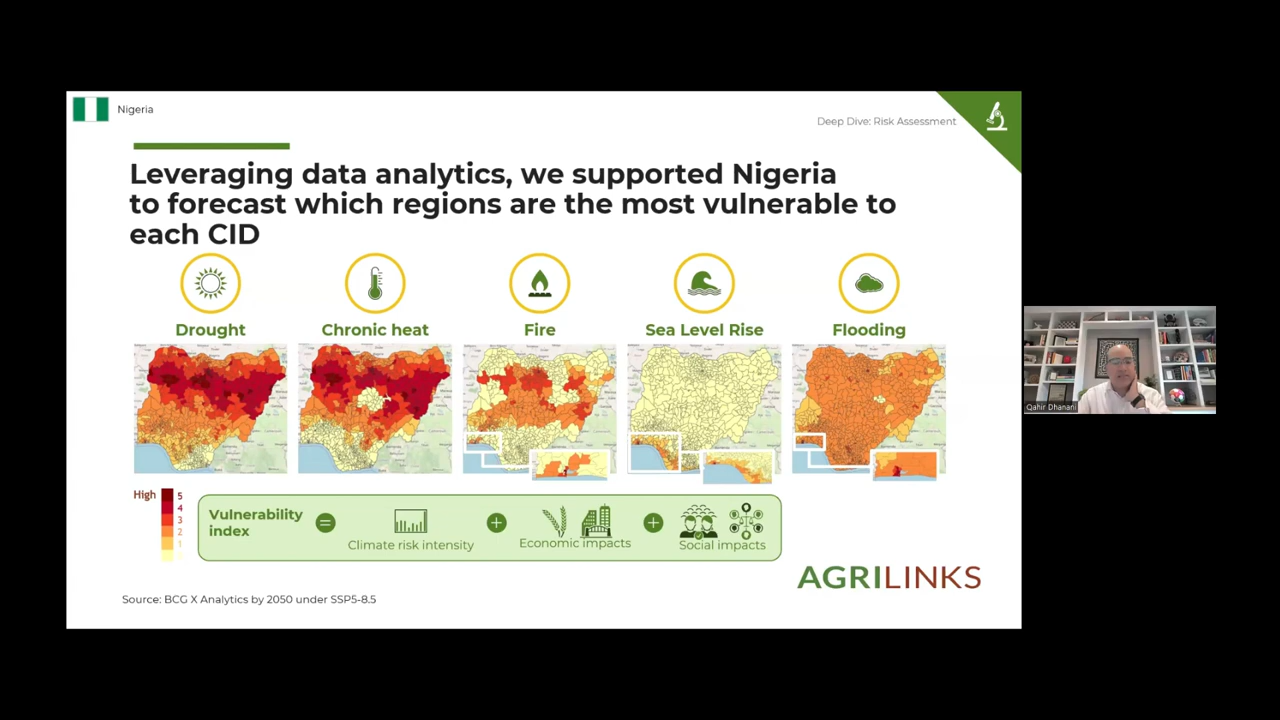 Nigeria
Deep Dive: Risk Assessment
Leveraging data analytics, we supported Nigeria
to forecast which regions are the most vulnerable to
each CID
Drought
Chronic heat
Fire
Sea Level Rise
Flooding
High
5
4
3
2
1
Vulnerability
index
=
Climate risk intensity
+
Economic impacts
+
Social impacts
AGRILINKS
Source: BCG X Analytics by 2050 under SSP5-8.5
Qahir Dhanani